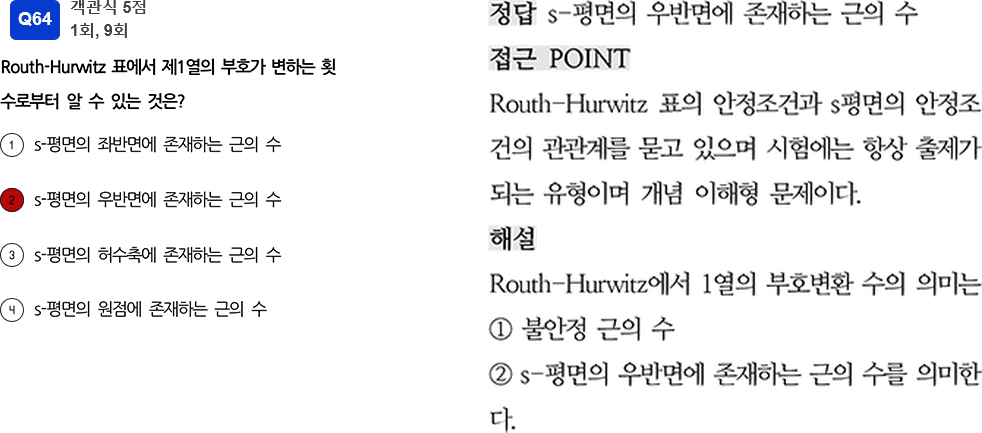 Q64
객관식 5점
1회, 9회
Routh-Hurwitz 표에서 제1열의 부호가 변하는 횟
수로부터 알 수 있는 것은?
1 s-평면의 좌반면에 존재하는 근의 수
2 s-평면의 우반면에 존재하는 근의 수
3 s-평면의 허수축에 존재하는 근의 수
4 s-평면의 원점에 존재하는 근의 수
정답 s-평면의 우반면에 존재하는 근의 수
접근 POINT
Routh-Hurwitz 표의 안정조건과 s평면의 안정조
건의 관관계를 묻고 있으며 시험에는 항상 출제가
되는 유형이며 개념 이해형 문제이다.
해설
Routh-Hurwitz에서 1열의 부호변환 수의 의미는
① 불안정 근의 수
② s-평면의 우반면에 존재하는 근의 수를 의미한
다.